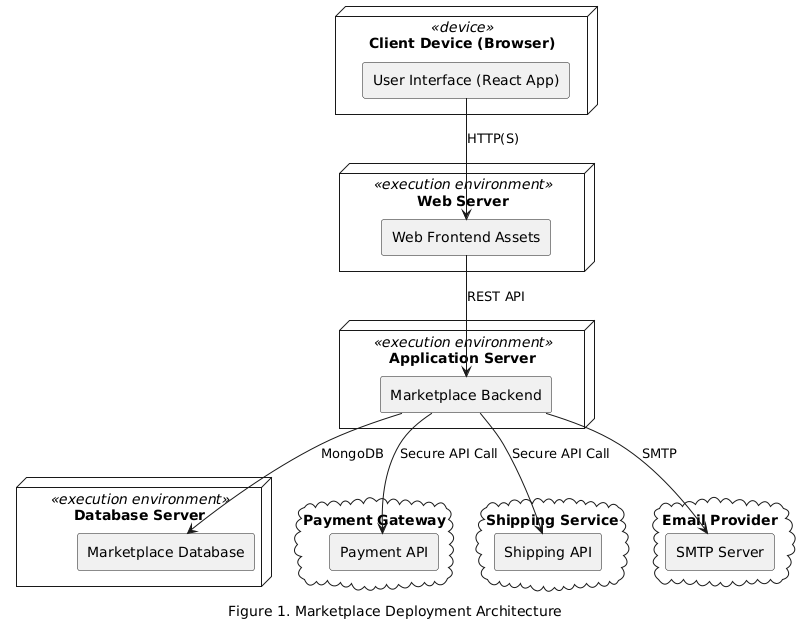 «device»
Client Device (Browser)
User Interface (React App)
HTTP(S)
«execution environment»
Web Server
Web Frontend Assets
REST API
«execution environment»
Application Server
Marketplace Backend
MongoDB
Secure API Call
Secure API Call
SMTP
«execution environment»
Database Server
Marketplace Database
Payment Gateway
Payment API
Shipping Service
Shipping API
Email Provider
SMTP Server
Figure 1. Marketplace Deployment Architecture